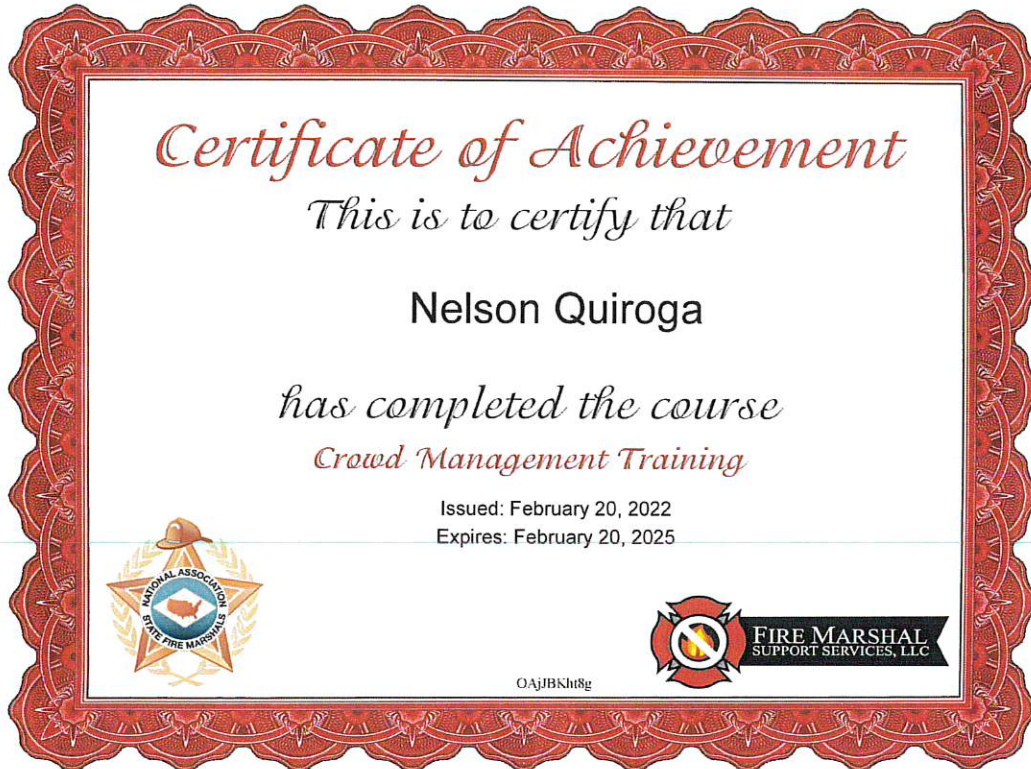 Certificate of Achievement
This is to certify that
Nelson Quiroga
has completed the course
Crowd Management Training
Issued: February 20, 2022
Expires: February 20, 2025
NATIONAL ASSOCIATION
STATE FIRE MARSHALS
FIRE MARSHAL
SUPPORT SERVICES, LLC
OAjJBKht8g